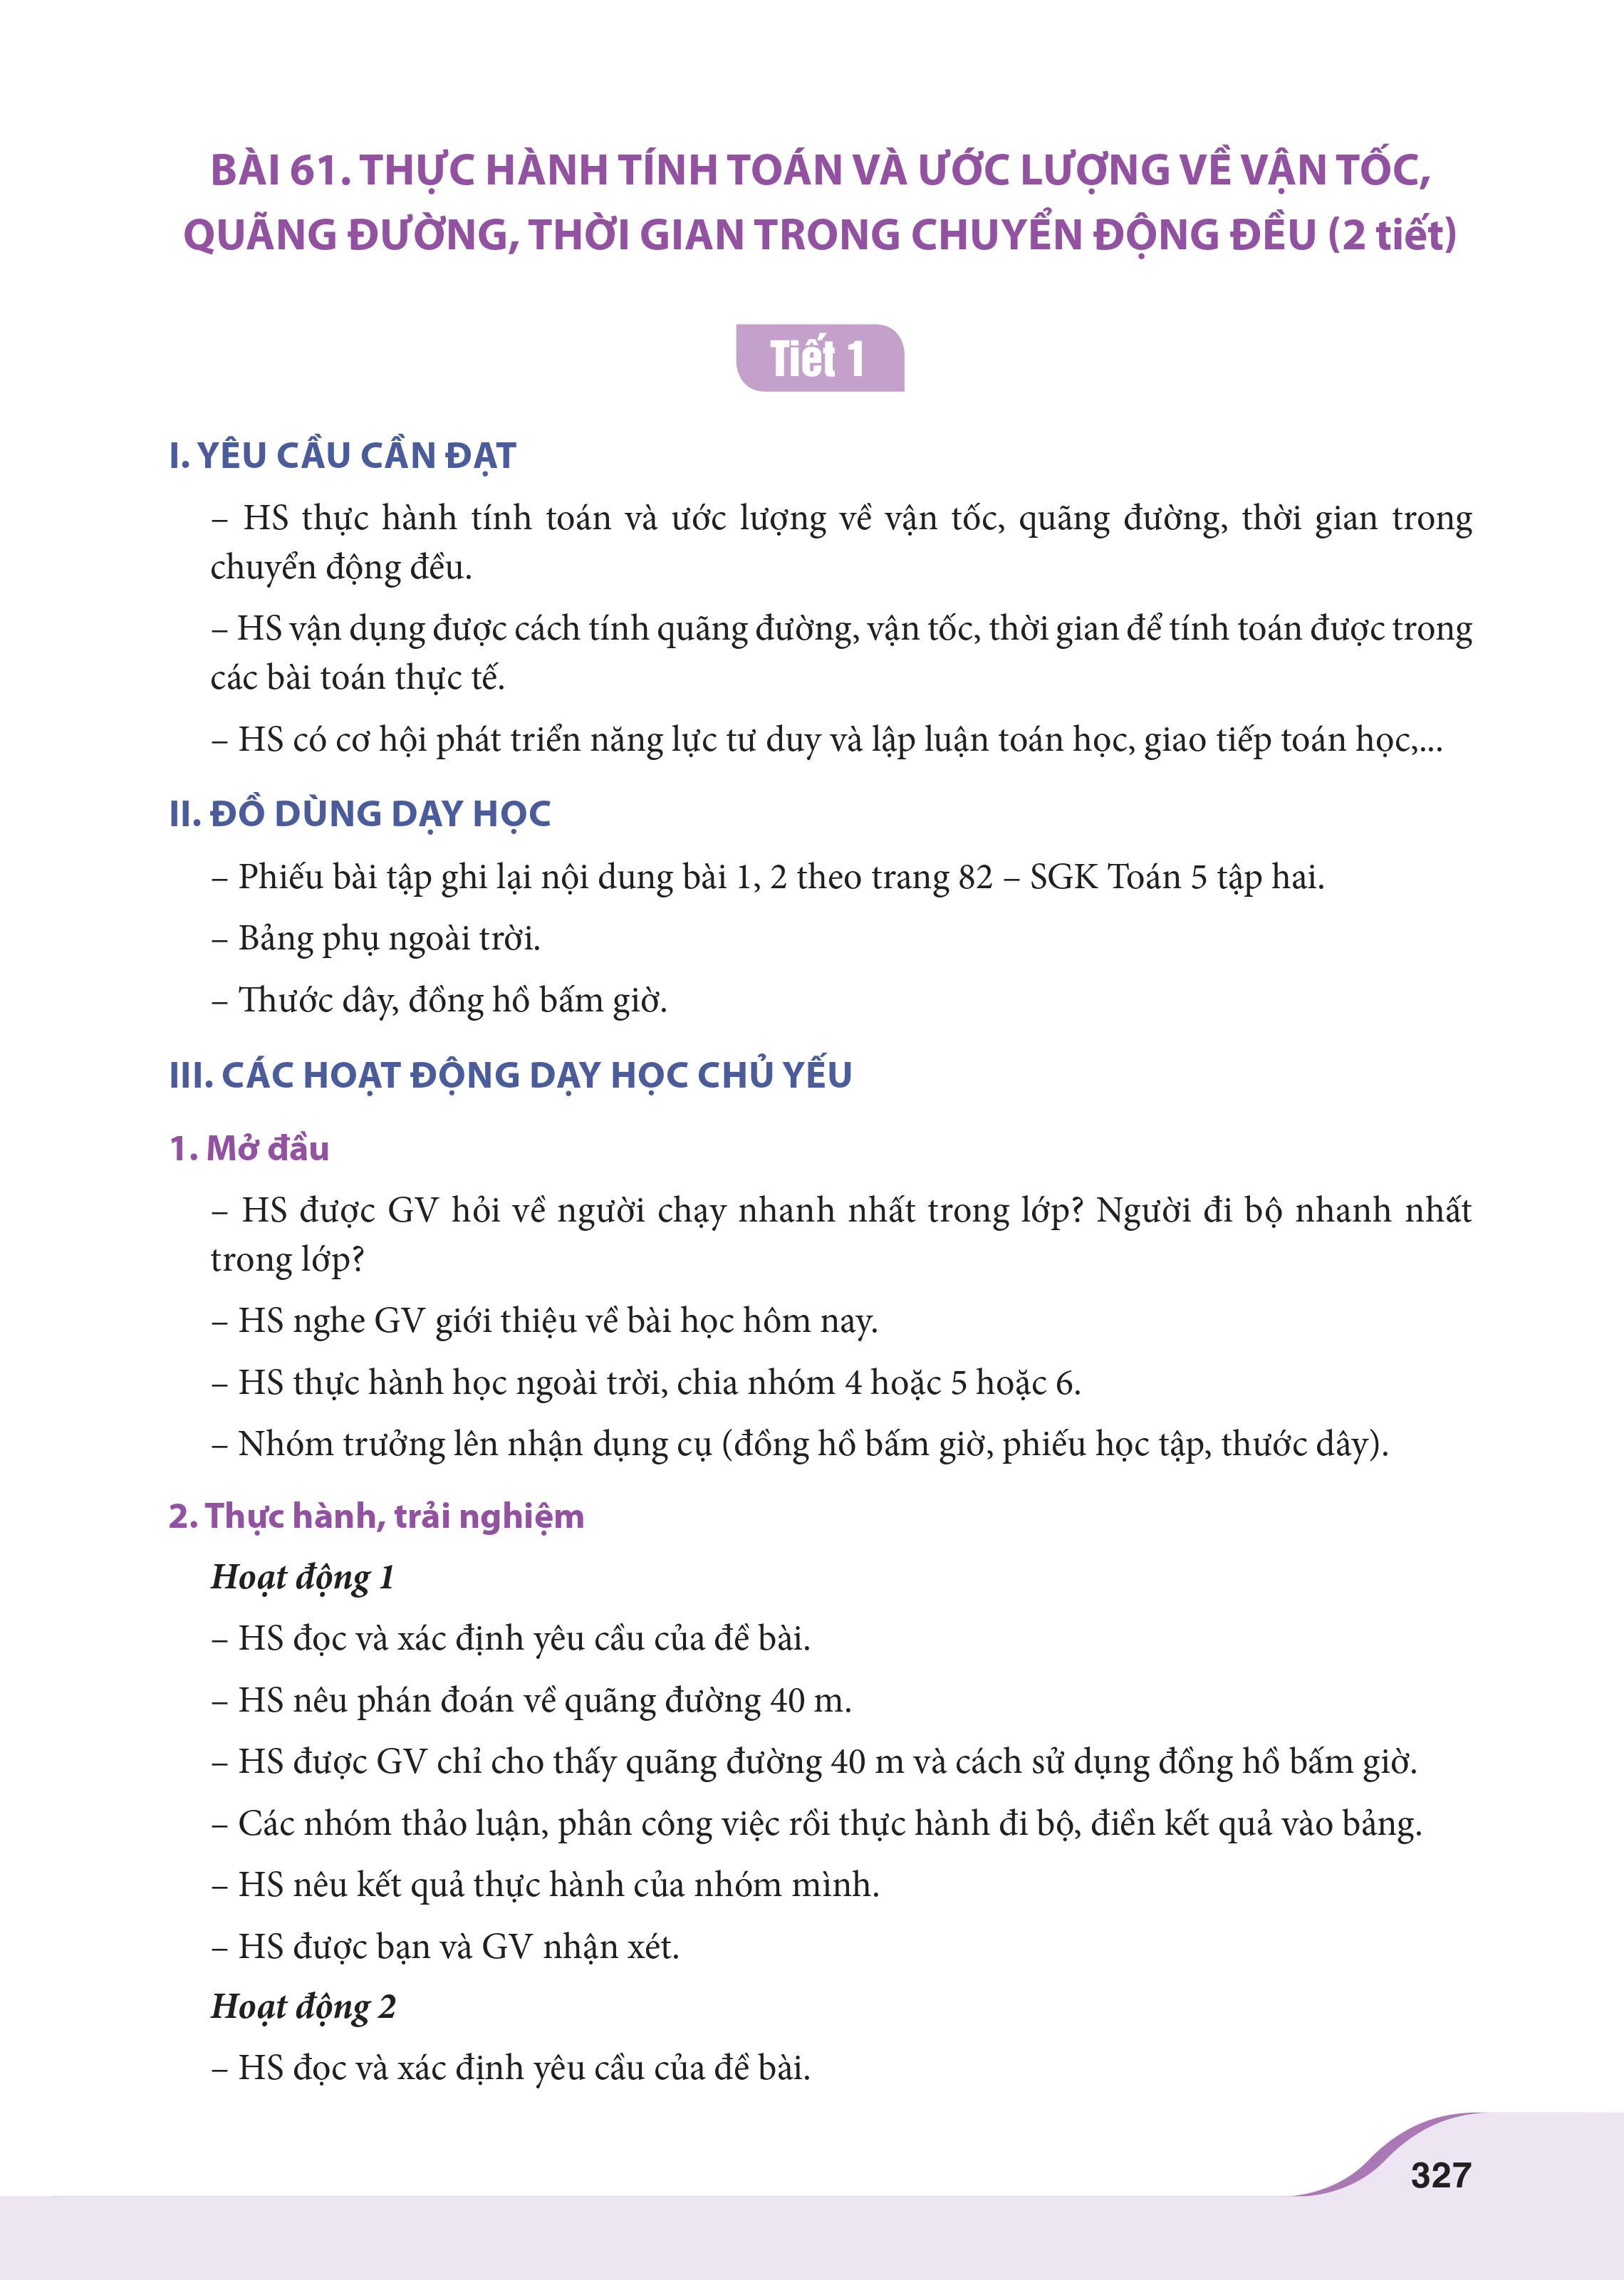 BÀI 61. THỰC HÀNH TÍNH TOÁN VÀ ƯỚC LƯỢNG VỀ VẬN TỐC,
QUÃNG ĐƯỜNG, THỜI GIAN TRONG CHUYỂN ĐỘNG ĐỀU (2 tiết)
Tiết 1
I. YÊU CẦU CẦN ĐẠT
– HS thực hành tính toán và ước lượng về vận tốc, quãng đường, thời gian trong
chuyển động đều.
– HS vận dụng được cách tính quãng đường, vận tốc, thời gian để tính toán được trong
các bài toán thực tế.
– HS có cơ hội phát triển năng lực tư duy và lập luận toán học, giao tiếp toán học,...
II. ĐỒ DÙNG DẠY HỌC
– Phiếu bài tập ghi lại nội dung bài 1, 2 theo trang 82 – SGK Toán 5 tập hai.
– Bảng phụ ngoài trời.
– Thước dây, đồng hồ bấm giờ.
III. CÁC HOẠT ĐỘNG DẠY HỌC CHỦ YẾU
1. Mở đầu
– HS được GV hỏi về người chạy nhanh nhất trong lớp? Người đi bộ nhanh nhất
trong lớp?
– HS nghe GV giới thiệu về bài học hôm nay.
– HS thực hành học ngoài trời, chia nhóm 4 hoặc 5 hoặc 6.
– Nhóm trưởng lên nhận dụng cụ (đồng hồ bấm giờ, phiếu học tập, thước dây).
2. Thực hành, trải nghiệm
Hoạt động 1
– HS đọc và xác định yêu cầu của đề bài.
– HS nêu phán đoán về quãng đường 40 m.
– HS được GV chỉ cho thấy quãng đường 40 m và cách sử dụng đồng hồ bấm giờ.
– Các nhóm thảo luận, phân công việc rồi thực hành đi bộ, điền kết quả vào bảng.
– HS nêu kết quả thực hành của nhóm mình.
– HS được bạn và GV nhận xét.
Hoạt động 2
– HS đọc và xác định yêu cầu của đề bài.
327